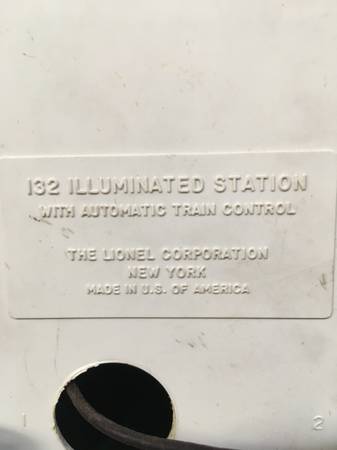 132 ILLUMINATED STATION
WITH AUTOMATIC TRAIN CONTROL
THE LIONEL CORPORATION
NEW YORK
MADE IN U.S. OF AMERICA
1 2